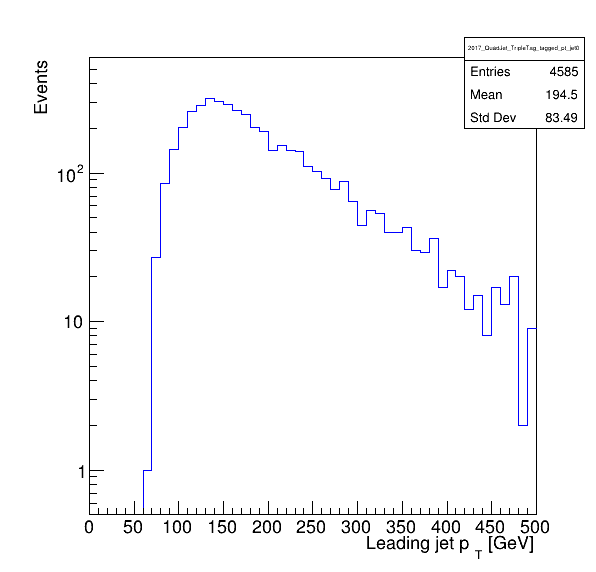 2017_QuadJet_TripleTag_tagged_pt_jet0
Entries 4585
Mean 194.5
Std Dev 83.49
Events
10²
10
1
0 50 100 150 200 250 300 350 400 450 500
Leading jet p_T [GeV]